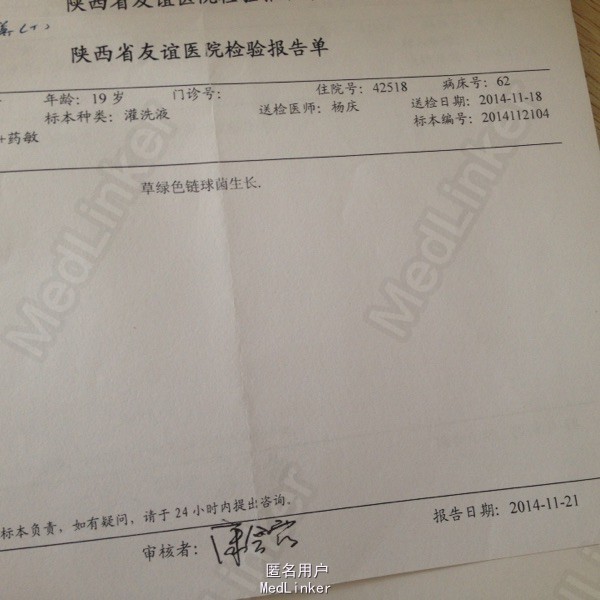 陕西省友谊医院检验报告单
年龄：19 岁 门诊号： 住院号：42518 病床号：62
标本种类：灌洗液 送检医师：杨庆 送检日期：2014-11-18
+药敏 标本编号：2014112104
草绿色链球菌生长.
标本负责，如有疑问，请于 24 小时内提出咨询.
审核者： 报告日期：2014-11-21
匿名用户
MedLinker
MedLinker
MedLinker